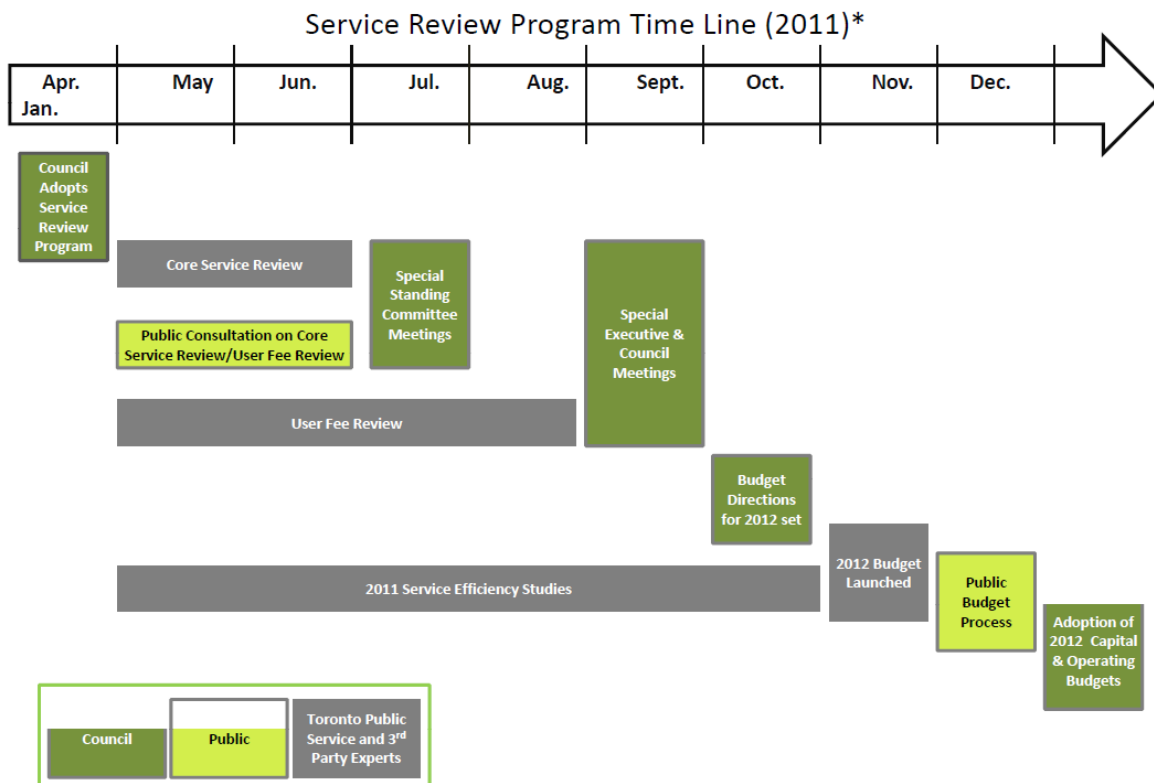 Service Review Program Time Line (2011)*
Apr. May Jun. Jul. Aug. Sept. Oct. Nov. Dec.
Jan.
Council
Adopts
Service
Review
Program
Core Service Review
Public Consultation on Core
Service Review/User Fee Review
Special
Standing
Committee
Meetings
Special
Executive &
Council
Meetings
User Fee Review
Budget
Directions
for 2012 set
2011 Service Efficiency Studies
2012 Budget
Launched
Public
Budget
Process
Adoption of
2012 Capital
& Operating
Budgets
Council
Public
Toronto Public
Service and 3rd
Party Experts